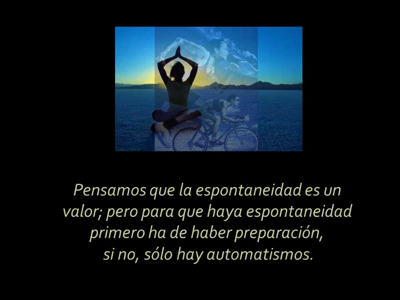 Pensamos que la espontaneidad es un
valor; pero para que haya espontaneidad
primero ha de haber preparación,
si no, sólo hay automatismos.